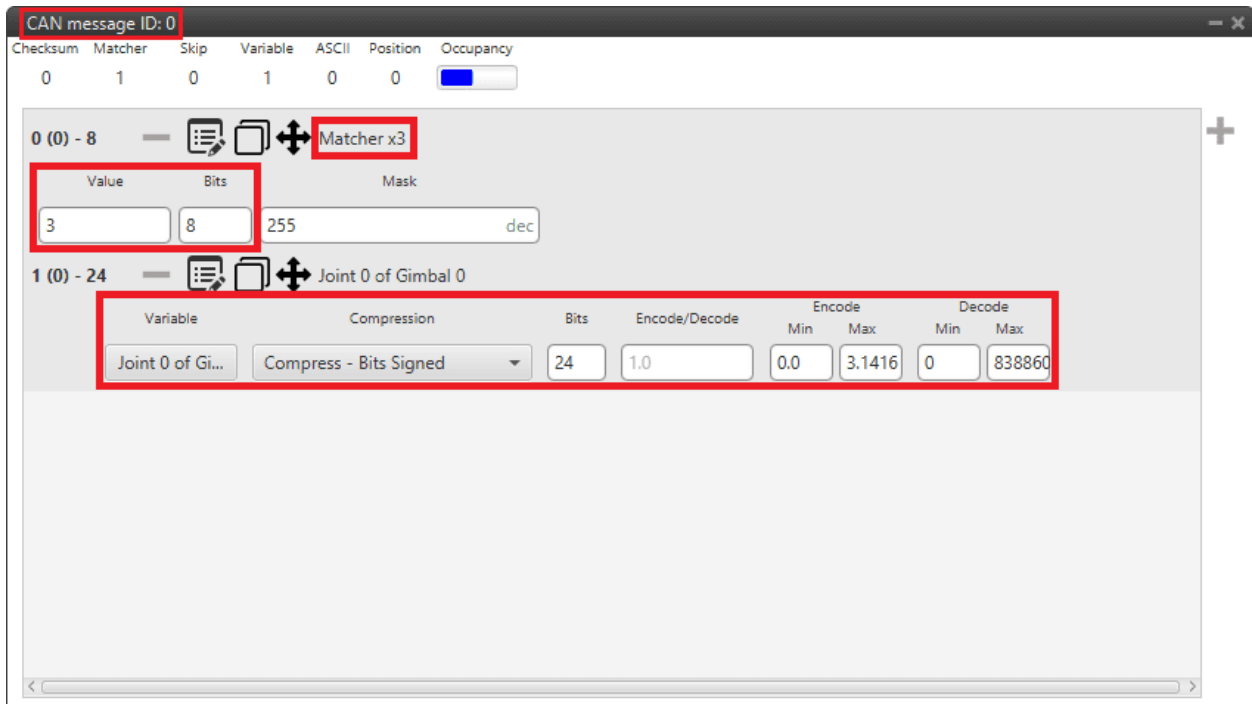 CAN message ID: 0
Checksum Matcher Skip Variable ASCII Position Occupancy
0 1 0 1 0 0
0 (0) - 8 Matcher x3
Value Bits Mask
3 8 255 dec
1 (0) - 24 Joint 0 of Gimbal 0
Variable Compression Bits Encode/Decode Encode Decode
Min Max Min Max
Joint 0 of Gi... Compress - Bits Signed 24 1.0 0.0 3.1416 0 838860